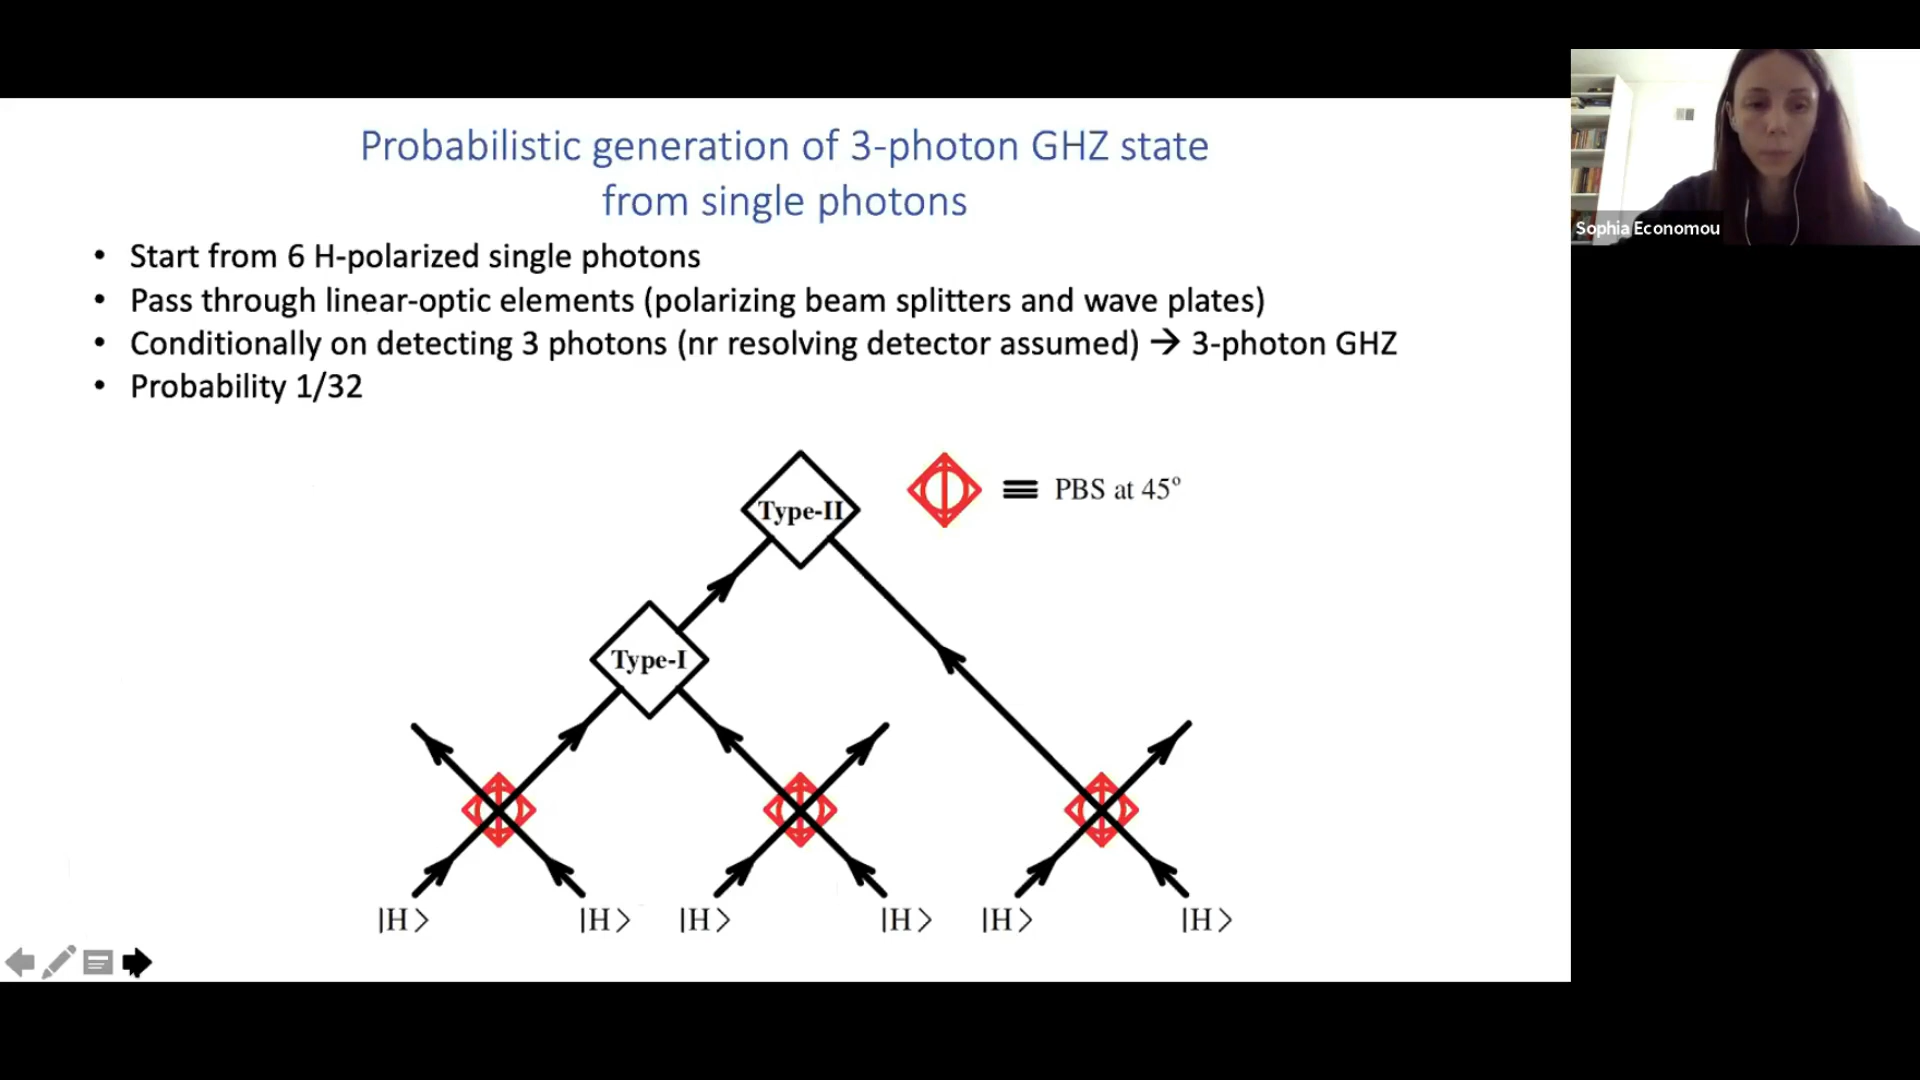 Probabilistic generation of 3-photon GHZ state
from single photons
• Start from 6 H-polarized single photons
• Pass through linear-optic elements (polarizing beam splitters and wave plates)
• Conditionally on detecting 3 photons (nr resolving detector assumed) → 3-photon GHZ
• Probability 1/32
Type-II
≡ PBS at 45°
Type-I
|H〉 |H〉 |H〉 |H〉 |H〉 |H〉
Sophia Economou